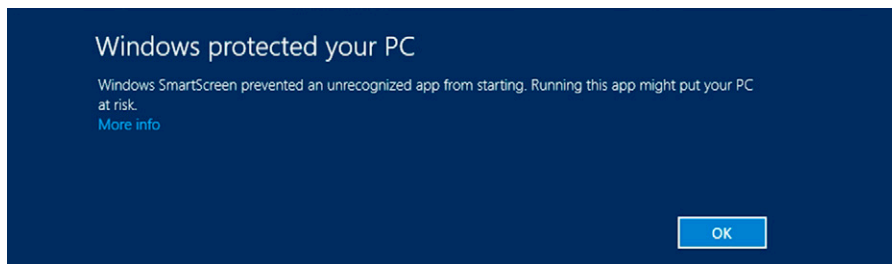 Windows protected your PC
Windows SmartScreen prevented an unrecognized app from starting. Running this app might put your PC
at risk.
More info
OK